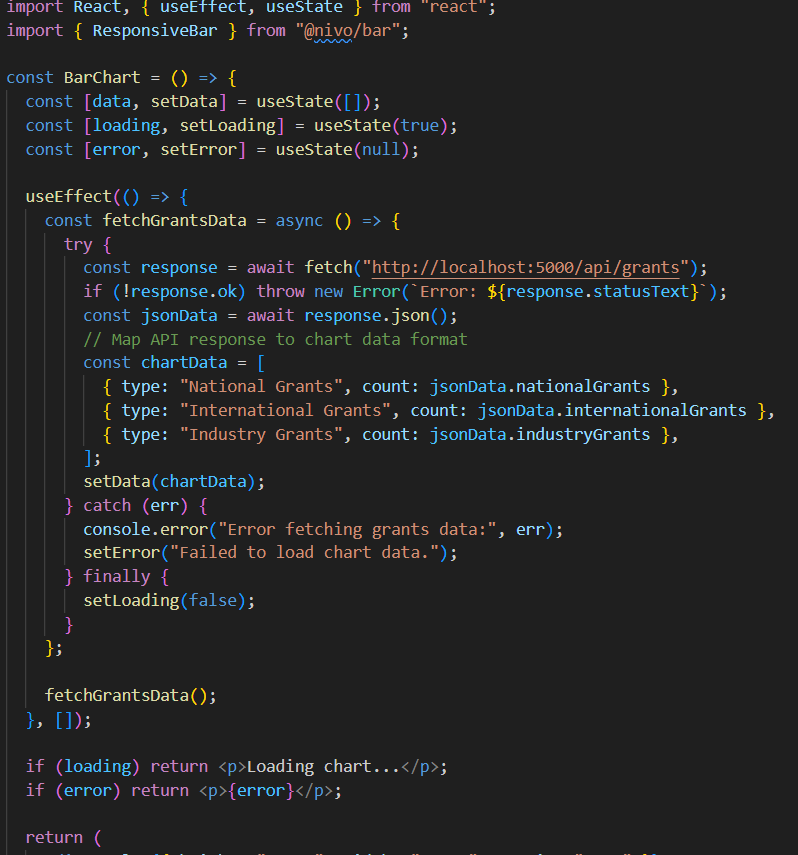 import React, { useEffect, useState } from "react";
import { ResponsiveBar } from "@nivo/bar";
const BarChart = () => {
const [data, setData] = useState([]);
const [loading, setLoading] = useState(true);
const [error, setError] = useState(null);
useEffect(() => {
const fetchGrantsData = async () => {
try {
const response = await fetch("http://localhost:5000/api/grants");
if (!response.ok) throw new Error(`Error: ${response.statusText}`);
const jsonData = await response.json();
// Map API response to chart data format
const chartData = [
{ type: "National Grants", count: jsonData.nationalGrants },
{ type: "International Grants", count: jsonData.internationalGrants },
{ type: "Industry Grants", count: jsonData.industryGrants },
];
setData(chartData);
} catch (err) {
console.error("Error fetching grants data:", err);
setError("Failed to load chart data.");
} finally {
setLoading(false);
}
};
fetchGrantsData();
}, []);
if (loading) return <p>Loading chart...</p>;
if (error) return <p>{error}</p>;
return (